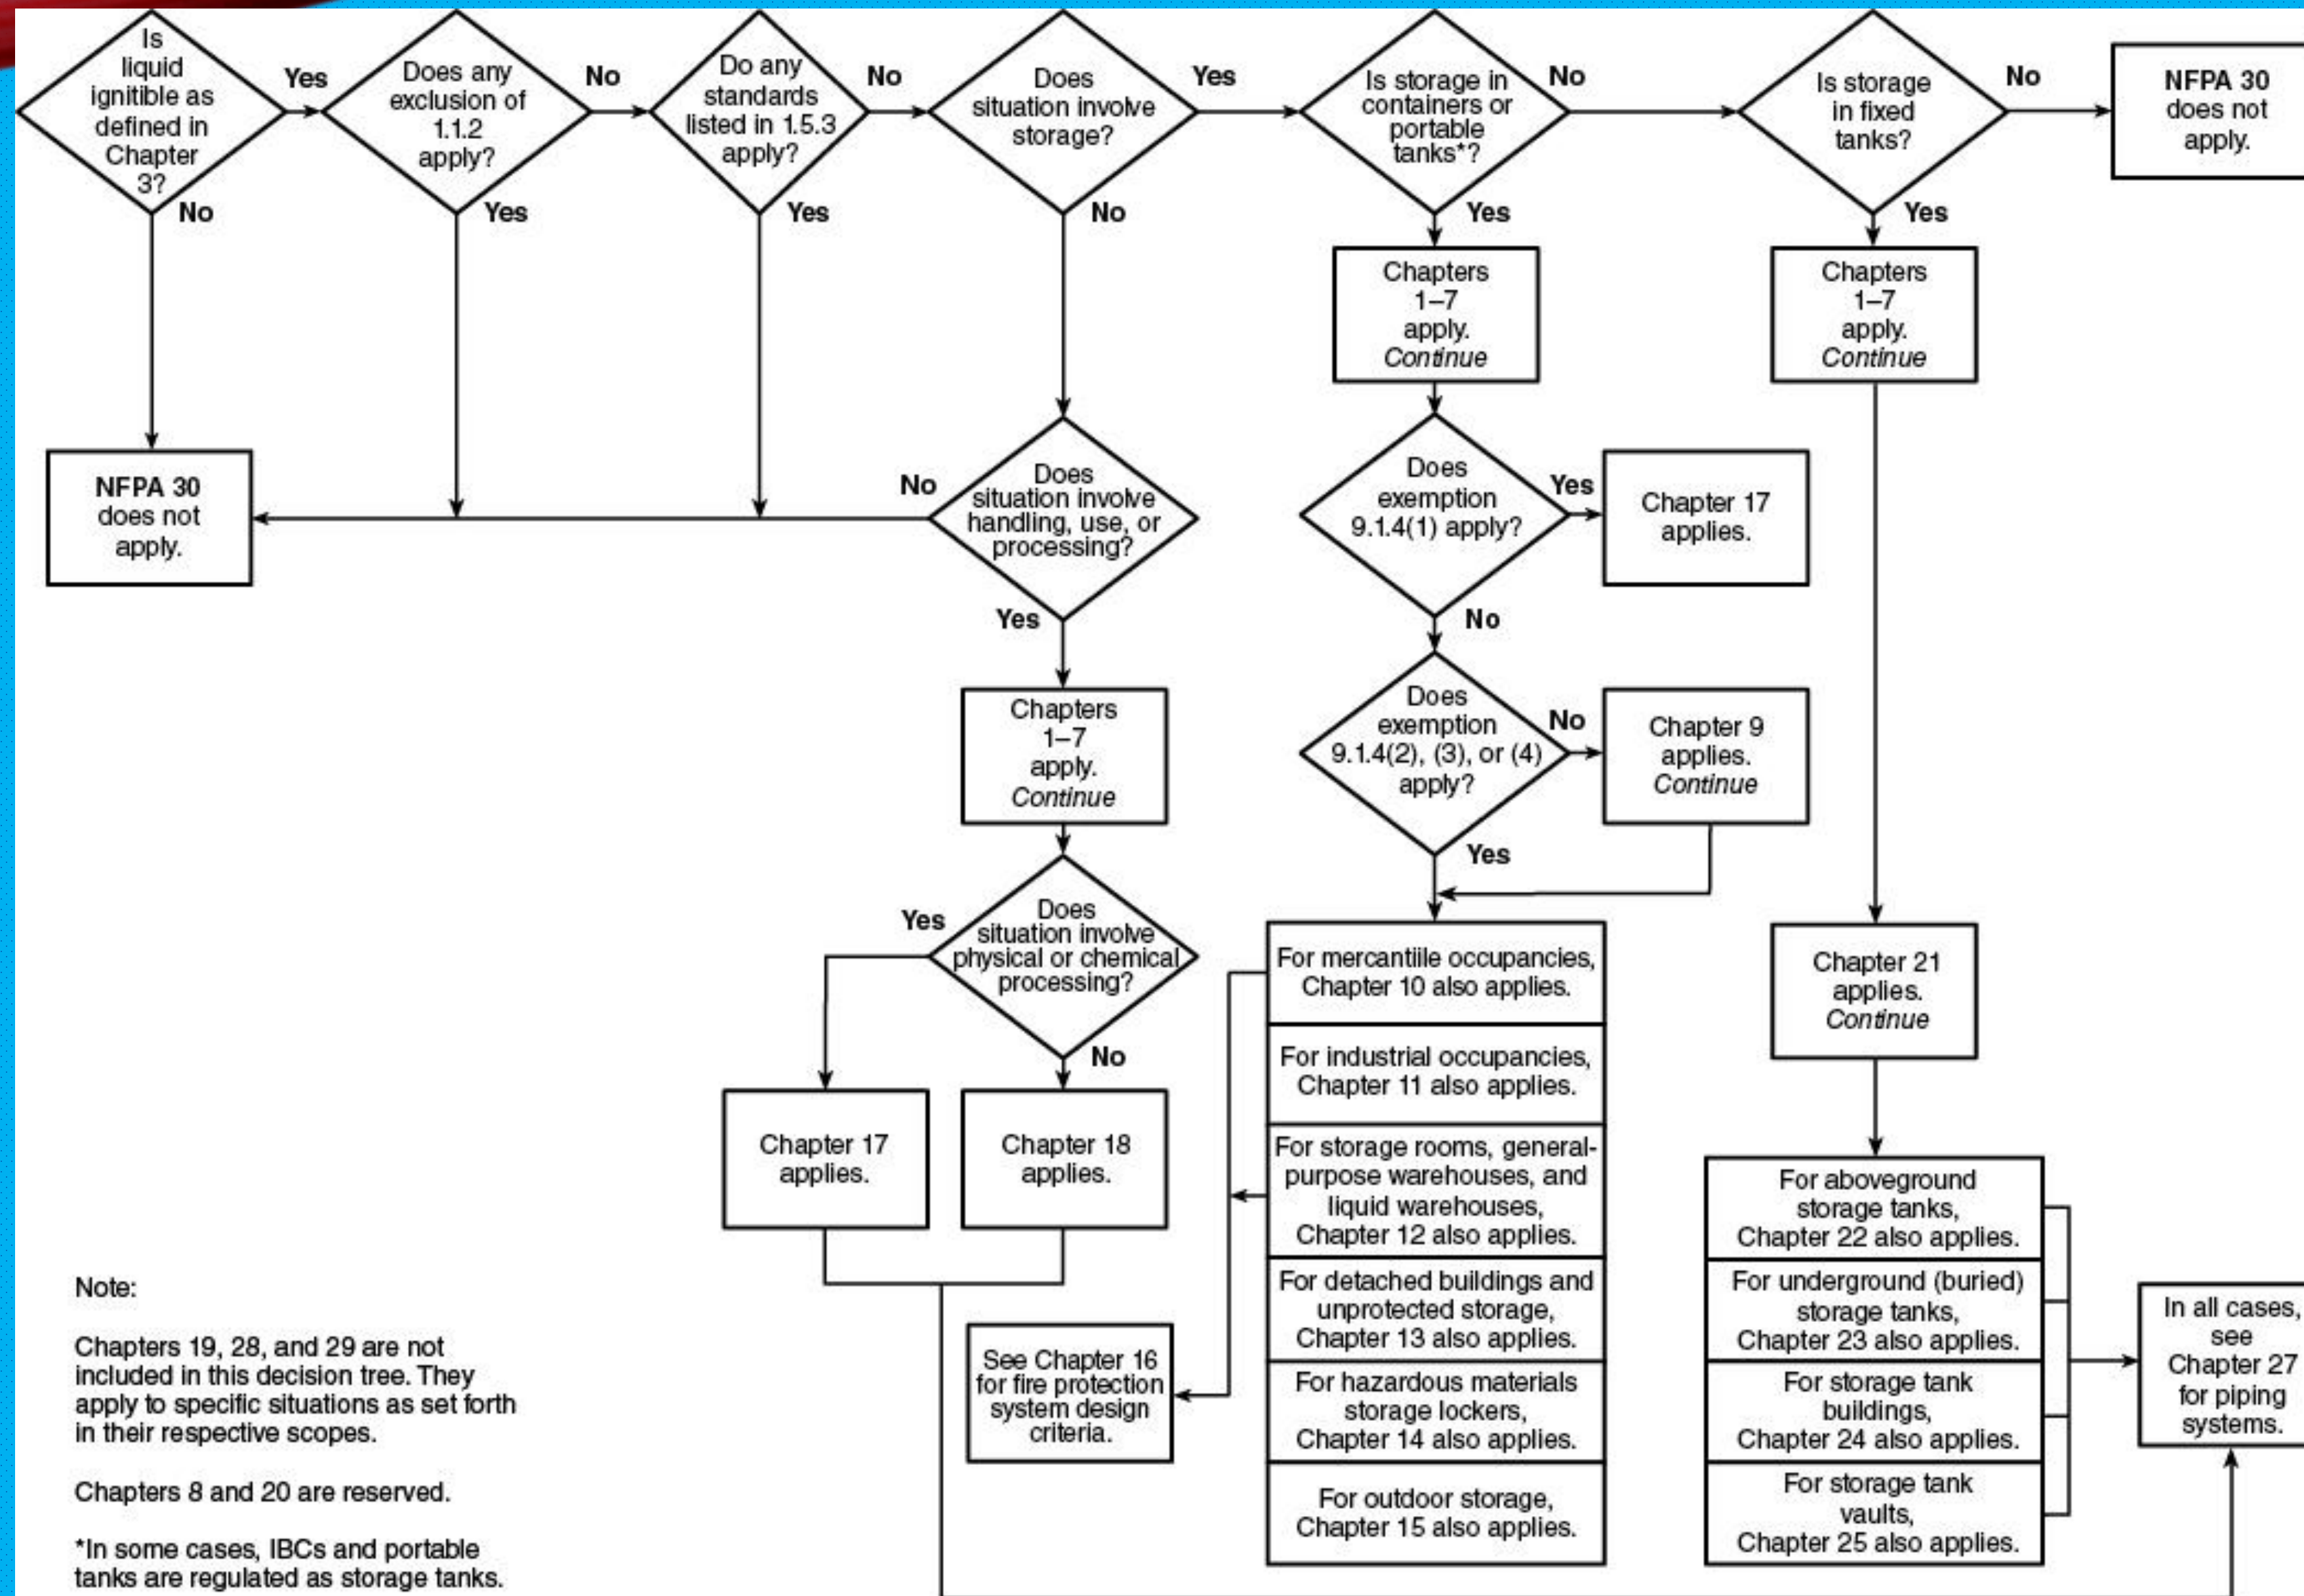 Is
liquid
ignitible as
defined in
Chapter
3?
Yes
No
Does any
exclusion of
1.1.2
apply?
No
Yes
Do any
standards
listed in 1.5.3
apply?
No
Yes
Does
situation involve
storage?
Yes
No
Is storage in
containers or
portable
tanks*?
No
Yes
Is storage
in fixed
tanks?
No
Yes
NFPA 30
does not
apply.
Chapters
1–7
apply.
Continue
Chapters
1–7
apply.
Continue
NFPA 30
does not
apply.
No
Does
situation involve
handling, use, or
processing?
Yes
Does
exemption
9.1.4(1) apply?
Yes
No
Chapter 17
applies.
Chapters
1–7
apply.
Continue
Does
exemption
9.1.4(2), (3), or (4)
apply?
No
Yes
Chapter 9
applies.
Continue
Yes
Does
situation involve
physical or chemical
processing?
No
Chapter 17
applies.
Chapter 18
applies.
For mercantiile occupancies,
Chapter 10 also applies.
For industrial occupancies,
Chapter 11 also applies.
For storage rooms, general-
purpose warehouses, and
liquid warehouses,
Chapter 12 also applies.
For detached buildings and
unprotected storage,
Chapter 13 also applies.
For hazardous materials
storage lockers,
Chapter 14 also applies.
For outdoor storage,
Chapter 15 also applies.
See Chapter 16
for fire protection
system design
criteria.
Chapter 21
applies.
Continue
For aboveground
storage tanks,
Chapter 22 also applies.
For underground (buried)
storage tanks,
Chapter 23 also applies.
For storage tank
buildings,
Chapter 24 also applies.
For storage tank
vaults,
Chapter 25 also applies.
In all cases,
see
Chapter 27
for piping
systems.
Note:
Chapters 19, 28, and 29 are not
included in this decision tree. They
apply to specific situations as set forth
in their respective scopes.
Chapters 8 and 20 are reserved.
*In some cases, IBCs and portable
tanks are regulated as storage tanks.